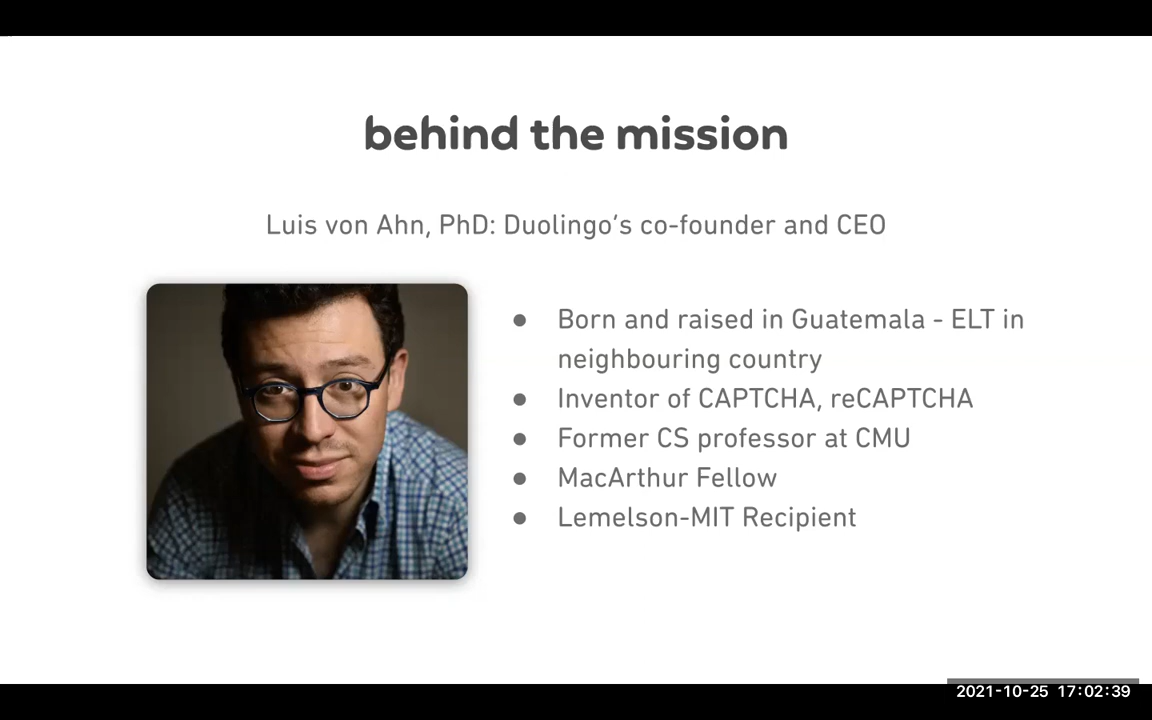 behind the mission
Luis von Ahn, PhD: Duolingo’s co-founder and CEO
● Born and raised in Guatemala - ELT in
neighbouring country
● Inventor of CAPTCHA, reCAPTCHA
● Former CS professor at CMU
● MacArthur Fellow
● Lemelson-MIT Recipient
2021-10-25 17:02:39